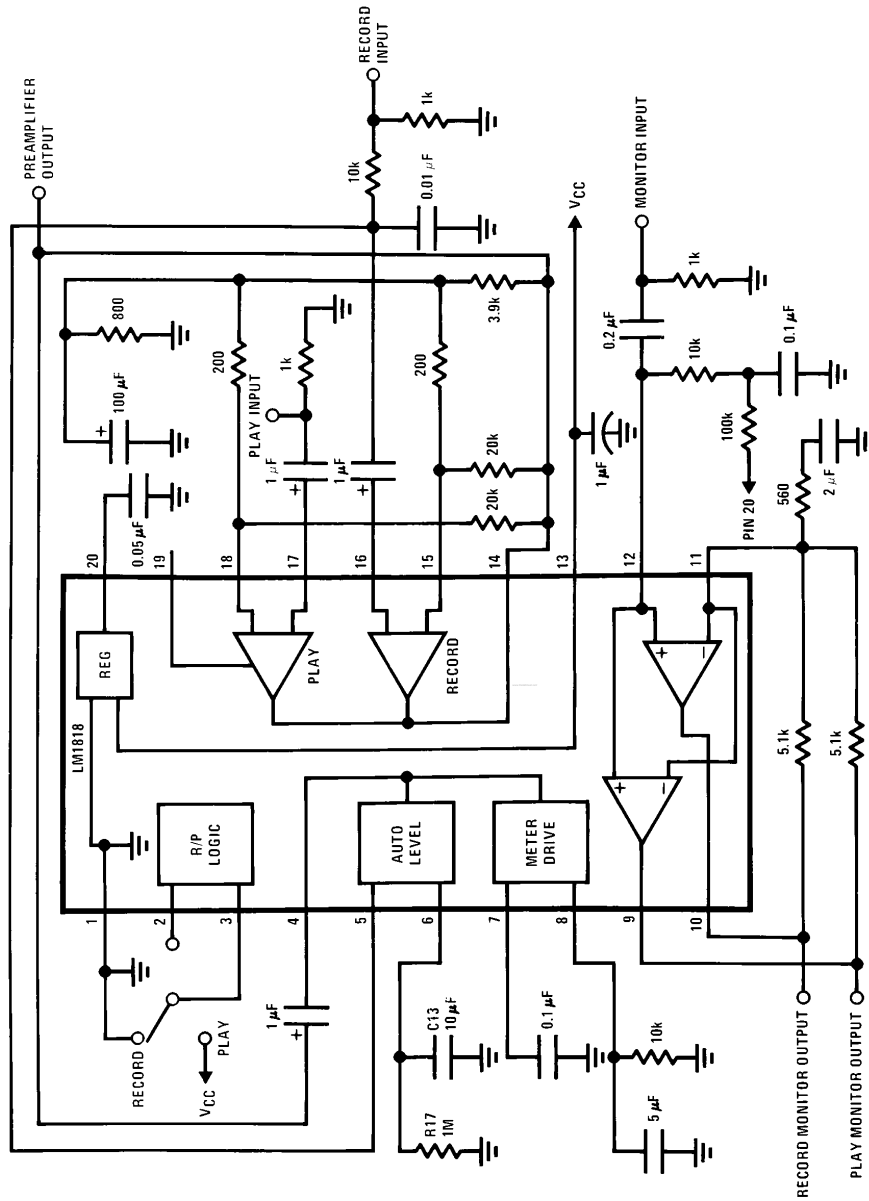 PREAMPLIFIER
OUTPUT
RECORD
INPUT
1k
10k
0.01 µF
800
100 µF
+
200
1k
PLAY INPUT
1 µF
+
1 µF
+
200
3.9k
20k
20k
0.05 µF
20
19
18
17
16
15
14
13
12
11
VCC
1 µF
MONITOR INPUT
0.2 µF
1k
10k
0.1 µF
100k
PIN 20
560
2 µF
LM1818
REG
PLAY
RECORD
R/P
LOGIC
AUTO
LEVEL
METER
DRIVE
+
−
+
−
1
2
3
4
5
6
7
8
9
10
RECORD
PLAY
VCC
1 µF
+
C13
10 µF
R17
1M
0.1 µF
10k
5 µF
5.1k
5.1k
RECORD MONITOR OUTPUT
PLAY MONITOR OUTPUT